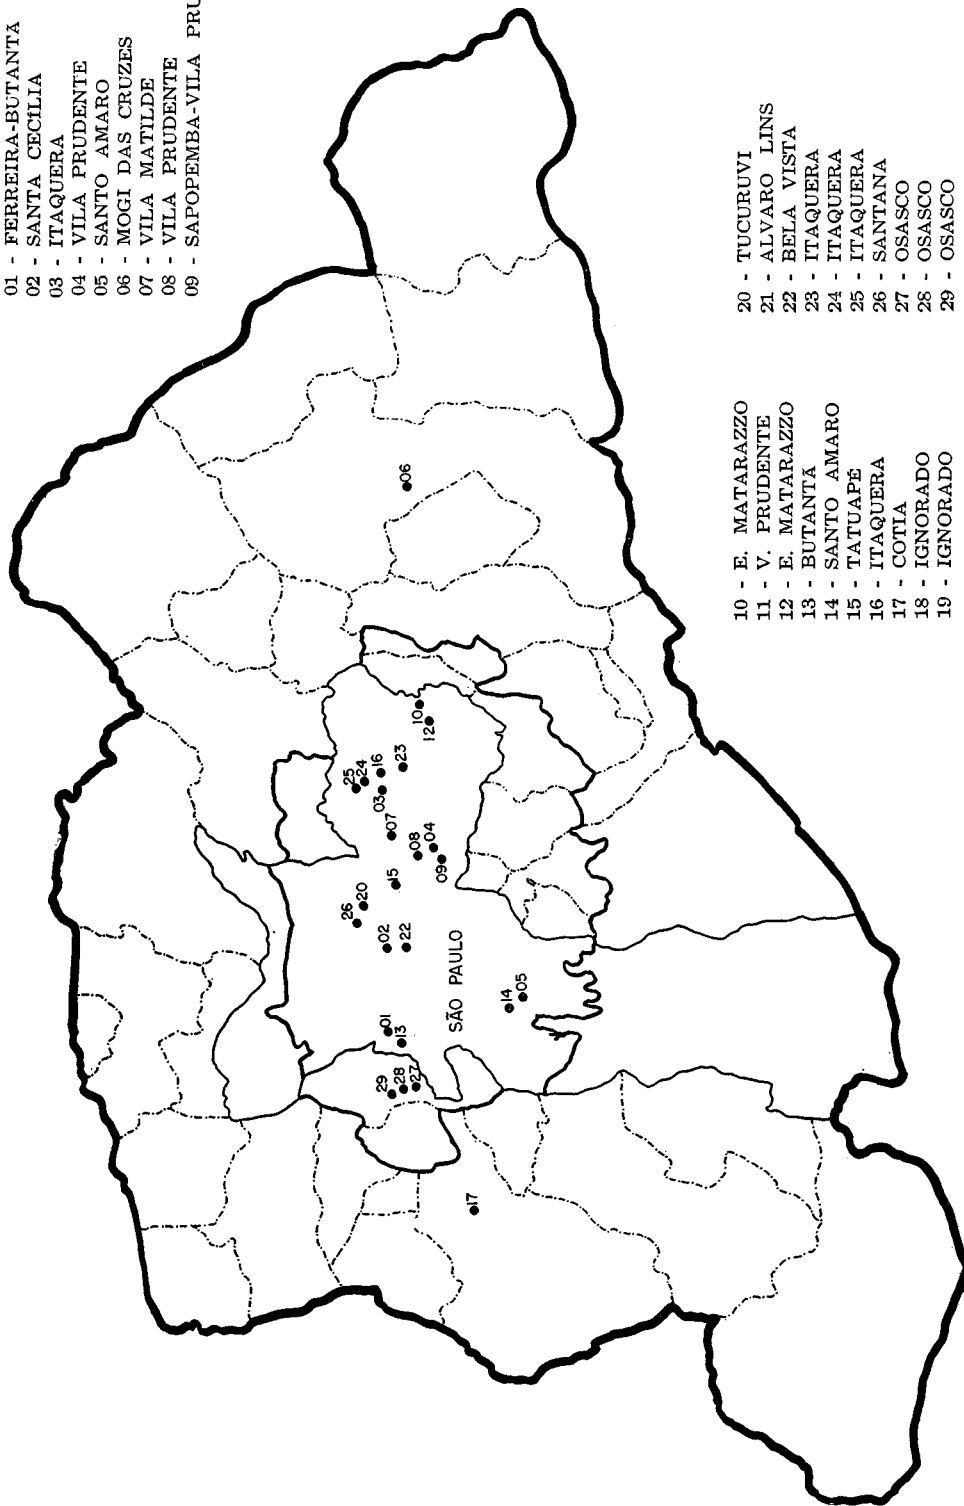 01 - FERREIRA-BUTANTÃ
02 - SANTA CECÍLIA
03 - ITAQUERA
04 - VILA PRUDENTE
05 - SANTO AMARO
06 - MOGI DAS CRUZES
07 - VILA MATILDE
08 - VILA PRUDENTE
09 - SAPOPEMBA-VILA PRU
10 - E. MATARAZZO
11 - V. PRUDENTE
12 - E. MATARAZZO
13 - BUTANTÃ
14 - SANTO AMARO
15 - TATUAPÉ
16 - ITAQUERA
17 - COTIA
18 - IGNORADO
19 - IGNORADO
20 - TUCURUVI
21 - ALVARO LINS
22 - BELA VISTA
23 - ITAQUERA
24 - ITAQUERA
25 - ITAQUERA
26 - SANTANA
27 - OSASCO
28 - OSASCO
29 - OSASCO
SÃO PAULO
29
28
27
17
01
13
02
22
26
20
15
14
05
07
08
04
09
25
24
03
16
23
10
12
06